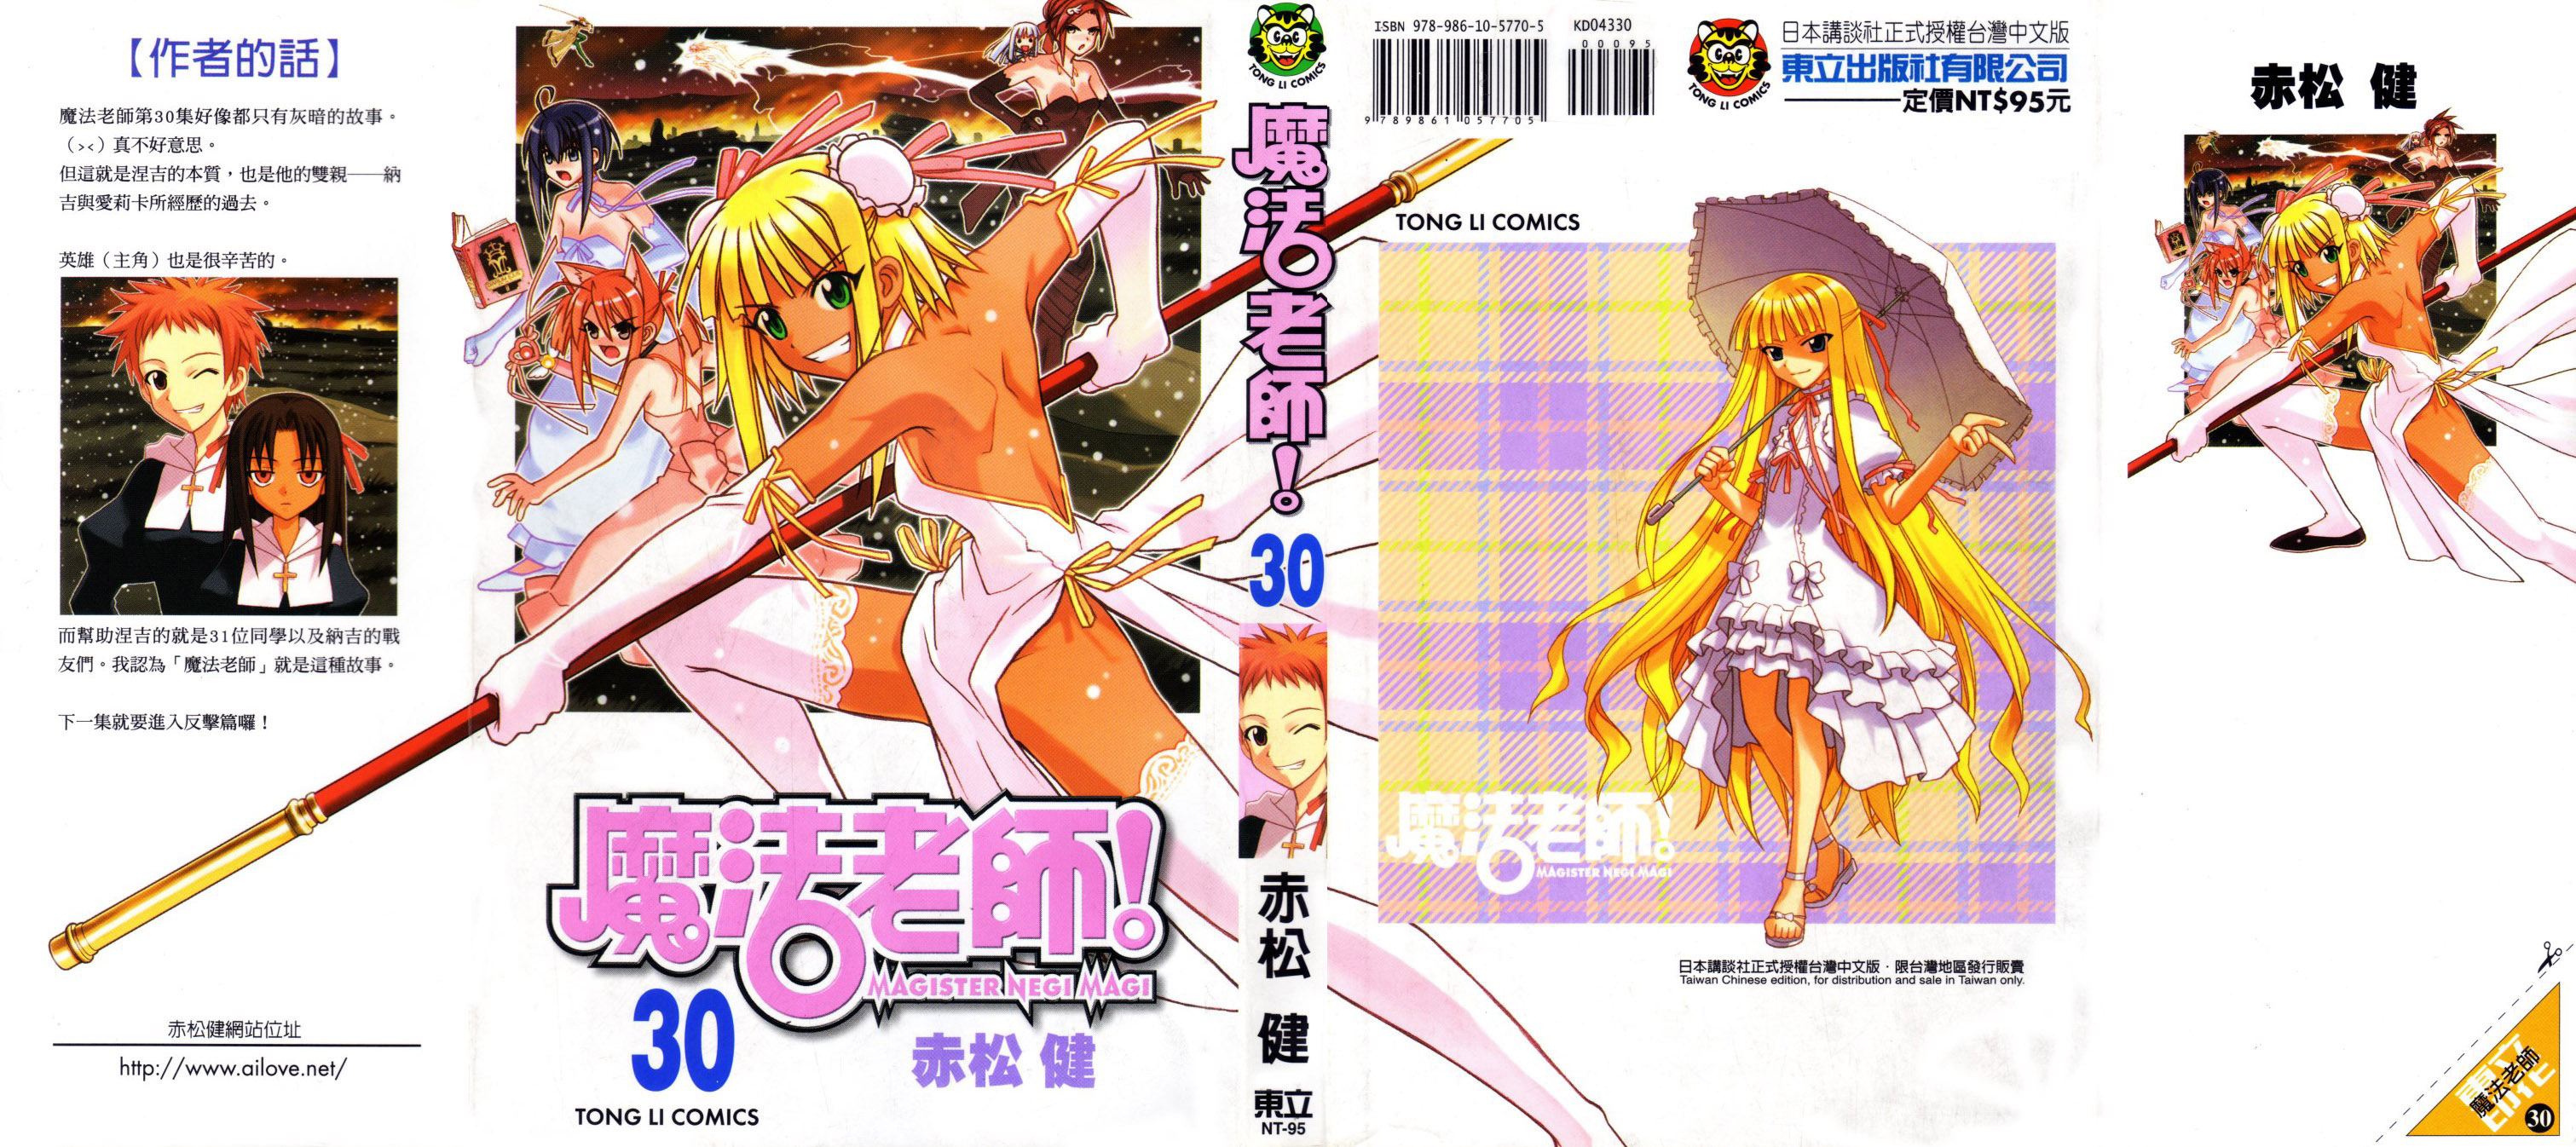 【作者的話】
魔法老師第30集好像都只有灰暗的故事。
（><）真不好意思。
但這就是涅吉的本質，也是他的雙親──納
吉與愛莉卡所經歷的過去。
英雄（主角）也是很辛苦的。
而幫助涅吉的就是31位同學以及納吉的戰
友們。我認為「魔法老師」就是這種故事。
下一集就要進入反擊篇囉！
赤松健網站位址
http://www.ailove.net/
魔法老師！
MAGISTER NEGI MAGI
30
赤松 健
TONG LI COMICS
TONG LI COMICS
魔法老師！
30
赤松 健
東立
NT-95
ISBN 978-986-10-5770-5
KD04330
00095
9789861057705
TONG LI COMICS
日本講談社正式授權台灣中文版
東立出版社有限公司
定價NT$95元
TONG LI COMICS
魔法老師！
MAGISTER NEGI MAGI
日本講談社正式授權台灣中文版．限台灣地區發行販賣
Taiwan Chinese edition, for distribution and sale in Taiwan only.
赤松 健
東立
印花
魔法老師
30